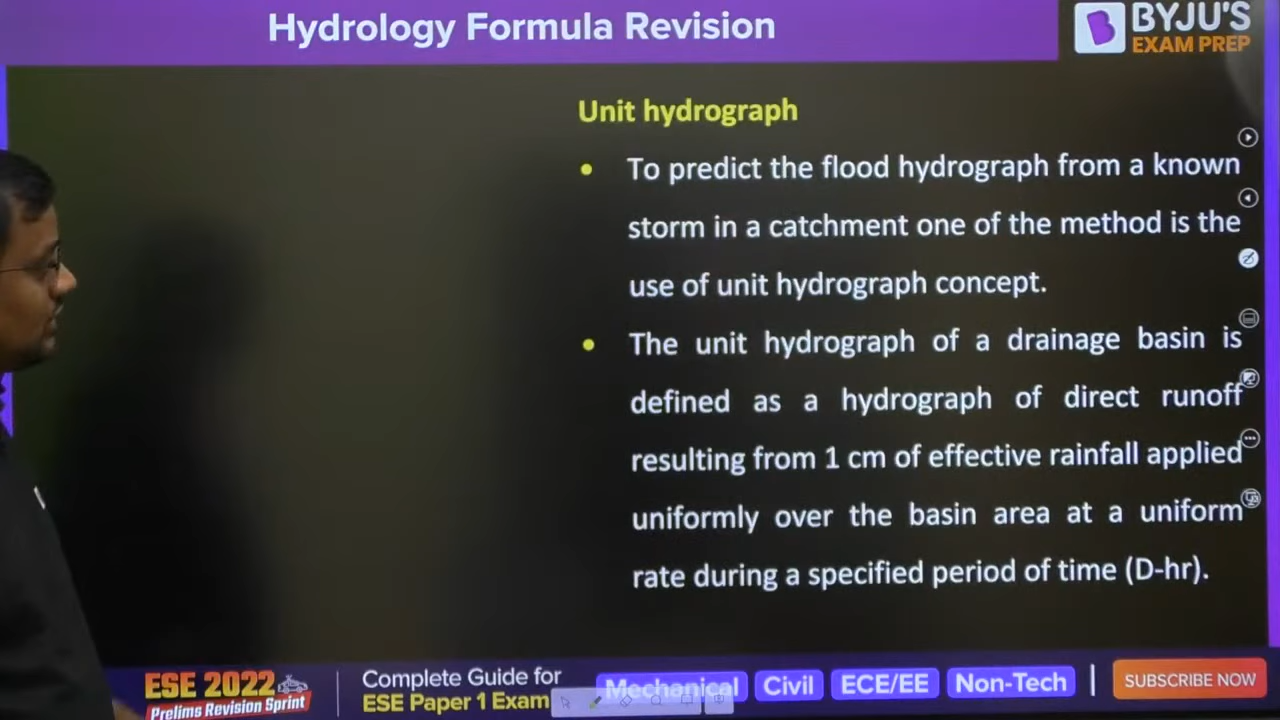 Hydrology Formula Revision
BYJU'S
EXAM PREP
Unit hydrograph
• To predict the flood hydrograph from a known
storm in a catchment one of the method is the
use of unit hydrograph concept.
• The unit hydrograph of a drainage basin is
defined as a hydrograph of direct runoff
resulting from 1 cm of effective rainfall applied
uniformly over the basin area at a uniform
rate during a specified period of time (D-hr).
ESE 2022
Prelims Revision Sprint
Complete Guide for
ESE Paper 1 Exam
Mechanical Civil ECE/EE Non-Tech
SUBSCRIBE NOW